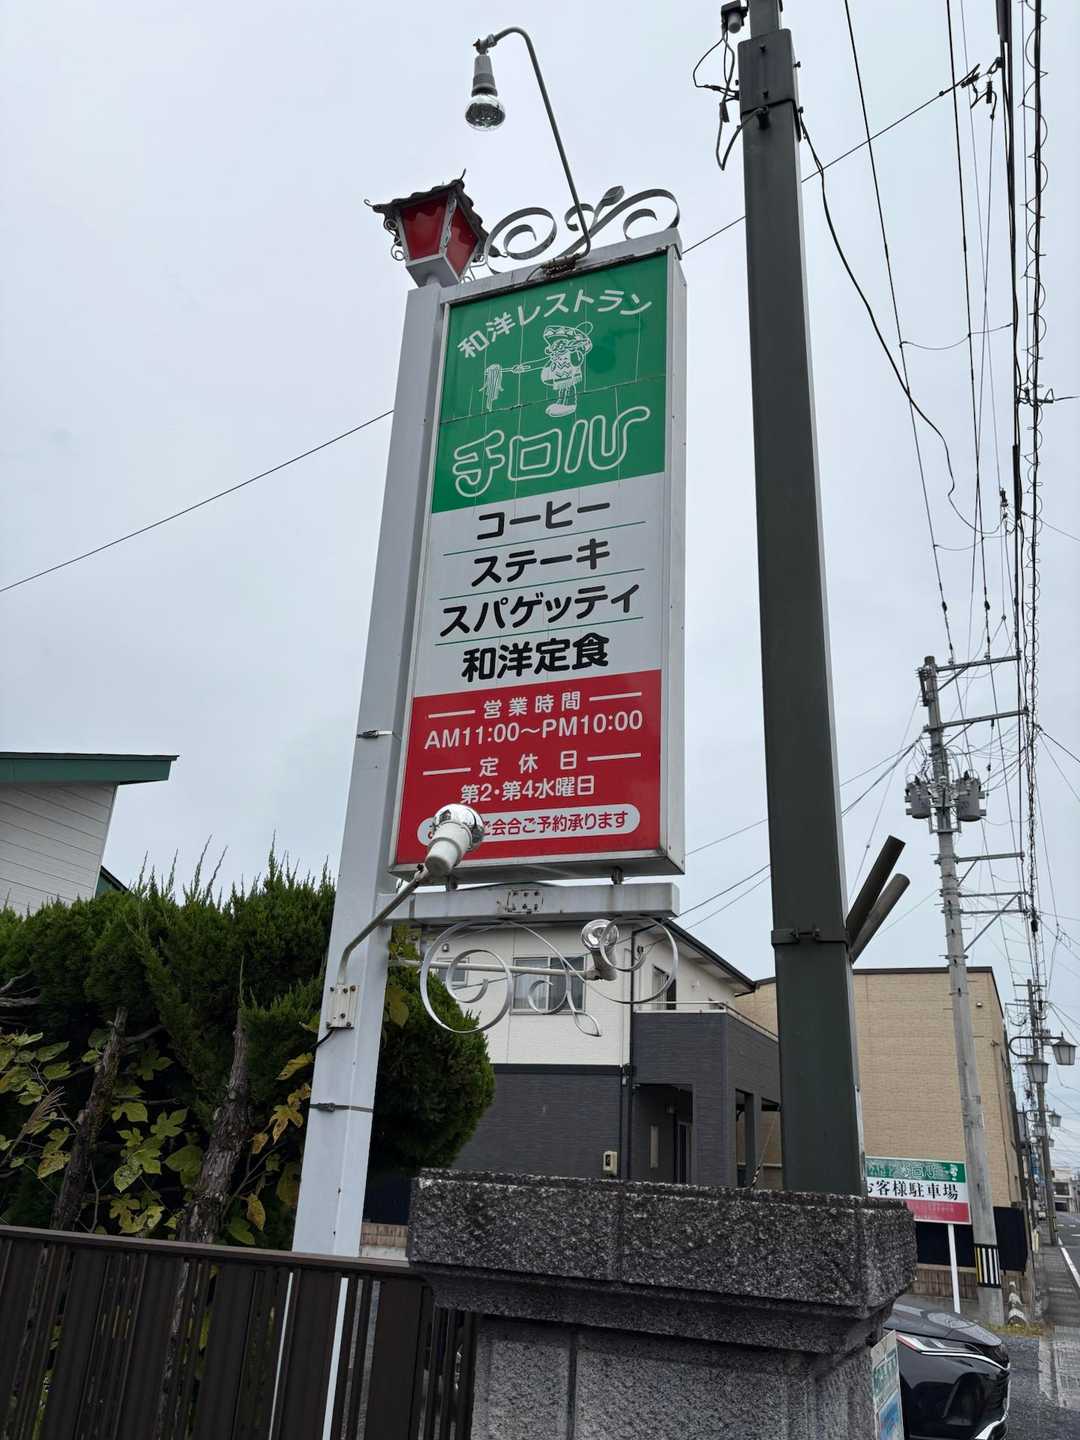 和洋レストラン
チロル
コーヒー
ステーキ
スパゲッティ
和洋定食
営業時間
AM11:00～PM10:00
定休日
第2・第4水曜日
会合ご予約承ります
お客様駐車場